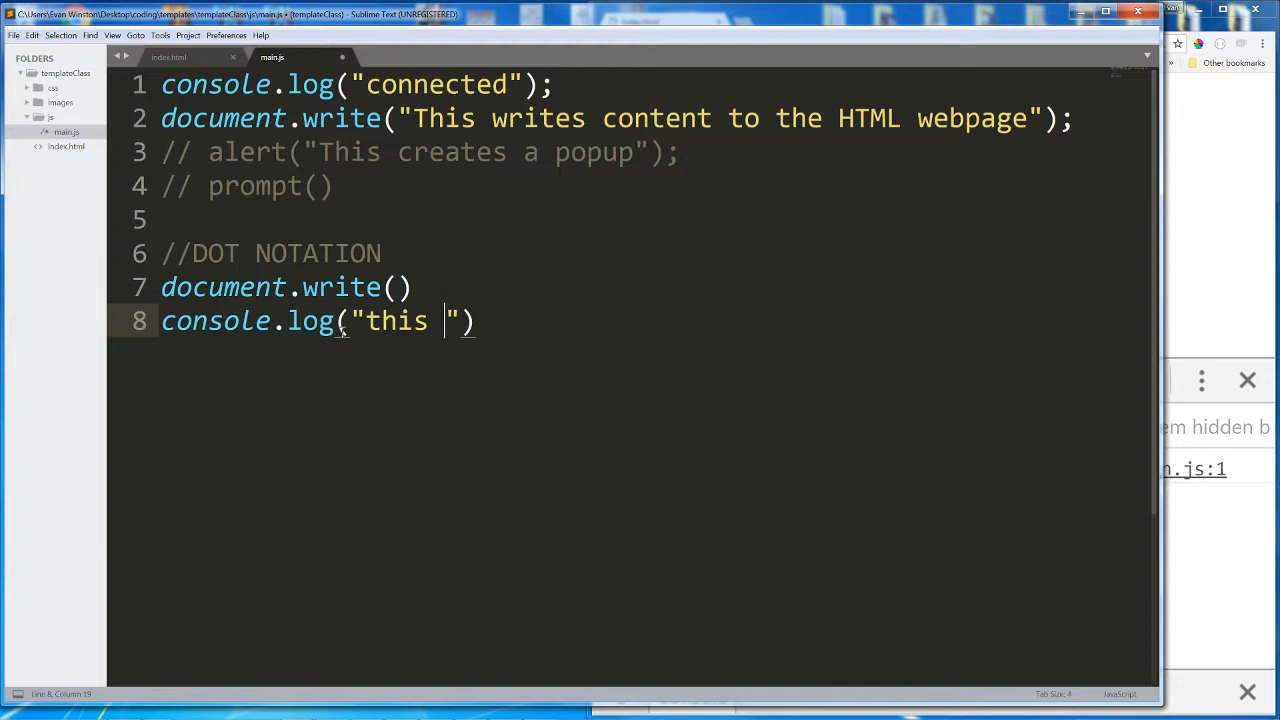 C:\Users\Evan Winston\Desktop\coding\templates\templateClass\js\main.js • (templateClass) - Sublime Text (UNREGISTERED)
File Edit Selection Find View Goto Tools Project Preferences Help
FOLDERS
templateClass
css
images
js
main.js
index.html
index.html
main.js
1 console.log("connected");
2 document.write("This writes content to the HTML webpage");
3 // alert("This creates a popup");
4 // prompt()
5
6 //DOT NOTATION
7 document.write()
8 console.log("this ")
Line 8, Column 19
Tab Size: 4
JavaScript
Other bookmarks
em hidden b
n.js:1